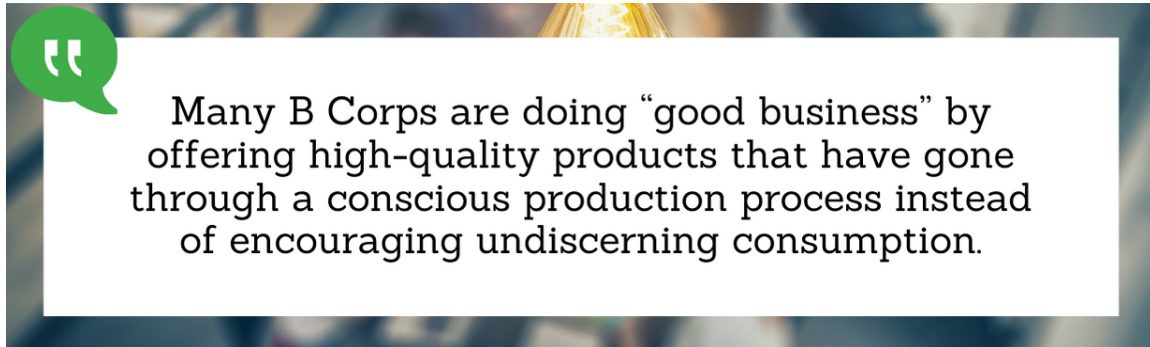 Many B Corps are doing “good business” by
offering high-quality products that have gone
through a conscious production process instead
of encouraging undiscerning consumption.